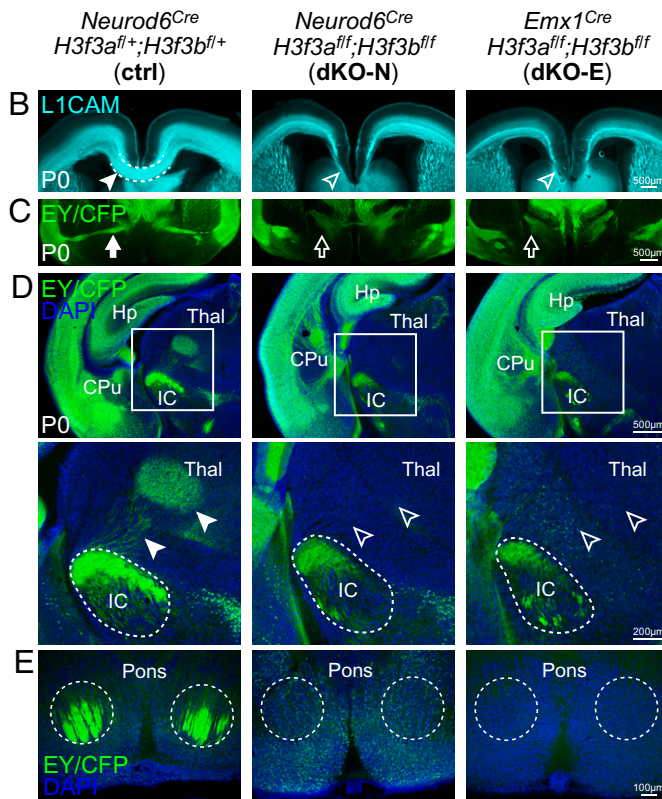 Neurod6Cre
H3f3af/+;H3f3bf/+
(ctrl)
Neurod6Cre
H3f3af/f;H3f3bf/f
(dKO-N)
Emx1Cre
H3f3af/f;H3f3bf/f
(dKO-E)
B
L1CAM
P0
500μm
C
EY/CFP
P0
500μm
D
EY/CFP
DAPI
Hp
Thal
CPu
IC
P0
Hp
Thal
CPu
IC
Hp
Thal
CPu
IC
500μm
Thal
IC
Thal
IC
Thal
IC
200μm
E
Pons
EY/CFP
DAPI
Pons
Pons
100μm